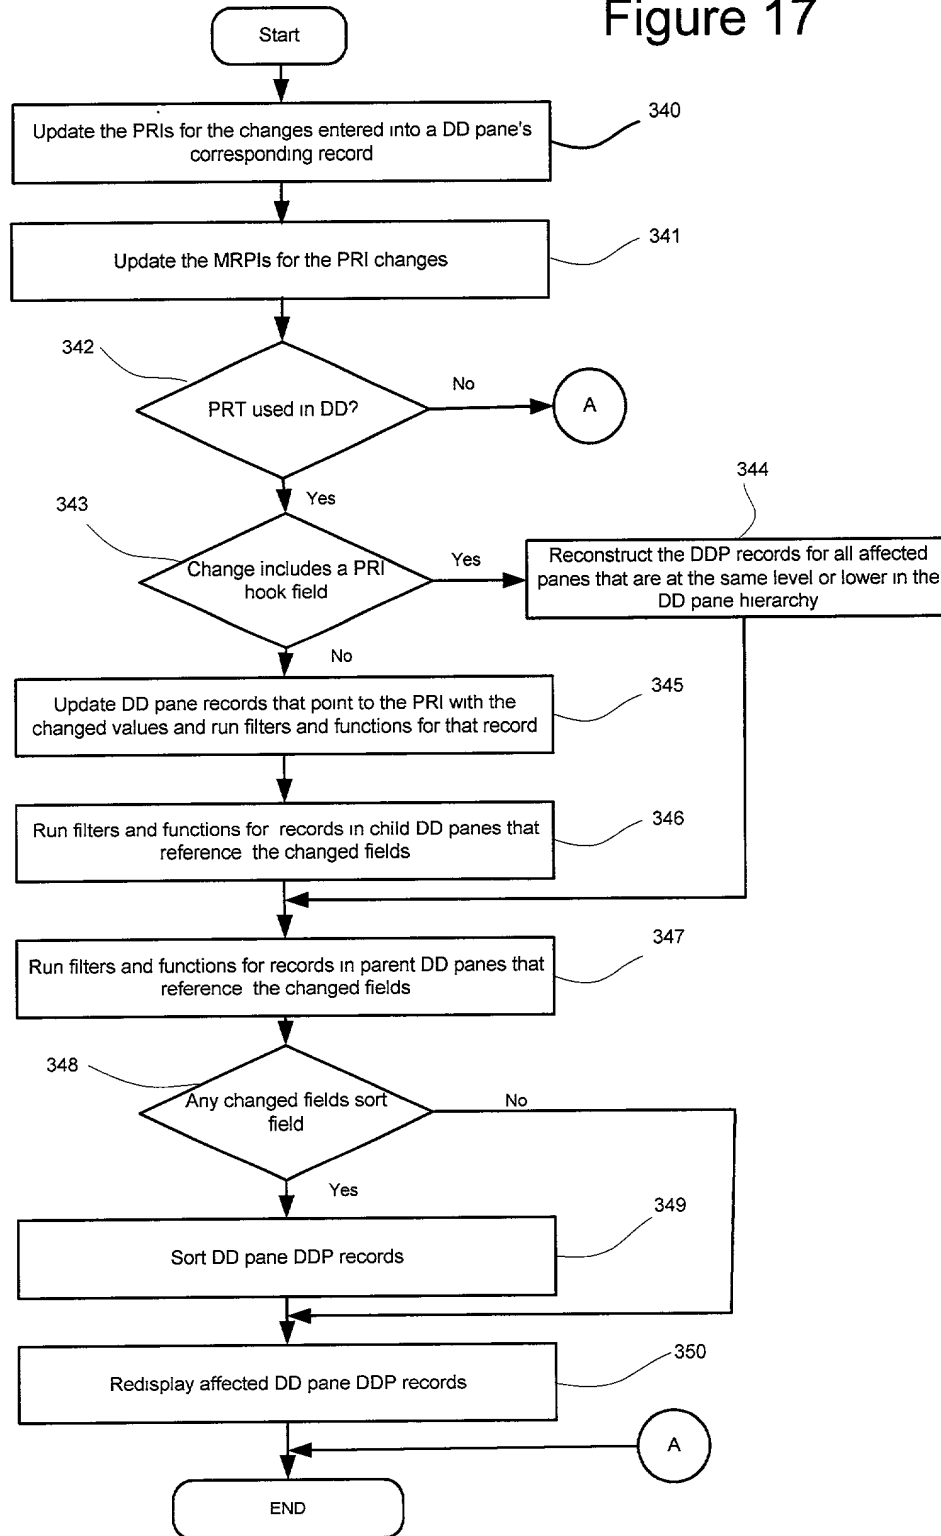 Figure 17
Start
Update the PRIs for the changes entered into a DD pane's
corresponding record
340
Update the MRPIs for the PRI changes
341
342
PRT used in DD?
No
A
Yes
343
Change includes a PRI
hook field
Yes
344
Reconstruct the DDP records for all affected
panes that are at the same level or lower in the
DD pane hierarchy
No
Update DD pane records that point to the PRI with the
changed values and run filters and functions for that record
345
Run filters and functions for records in child DD panes that
reference the changed fields
346
Run filters and functions for records in parent DD panes that
reference the changed fields
347
348
Any changed fields sort
field
No
Yes
Sort DD pane DDP records
349
Redisplay affected DD pane DDP records
350
A
END